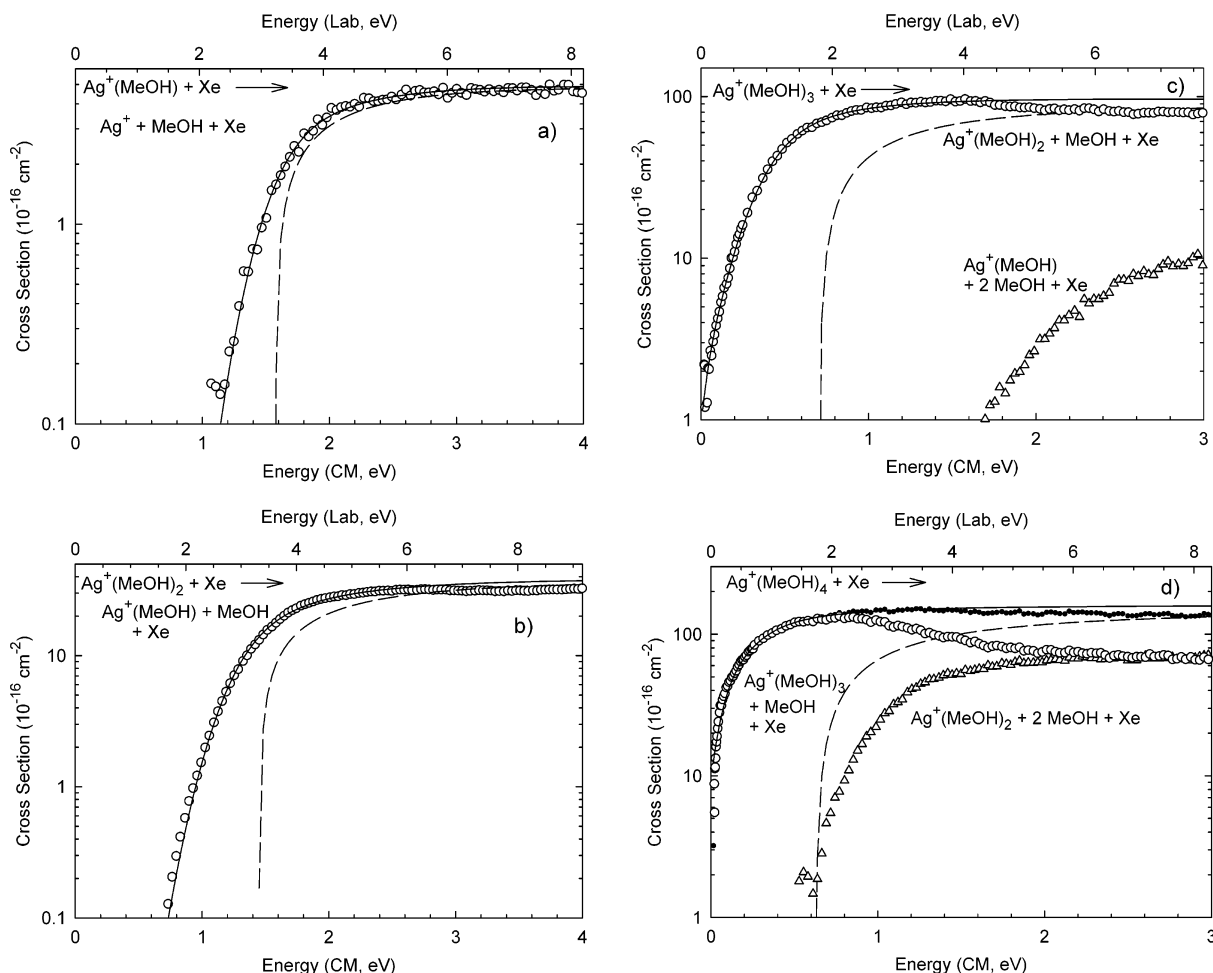 Energy (Lab, eV)
0 2 4 6 8
Cross Section (10⁻¹⁶ cm⁻²)
Ag⁺(MeOH) + Xe →
Ag⁺ + MeOH + Xe
a)
1
0.1
0 1 2 3 4
Energy (CM, eV)
Energy (Lab, eV)
0 2 4 6 8
Cross Section (10⁻¹⁶ cm⁻²)
Ag⁺(MeOH)₂ + Xe →
Ag⁺(MeOH) + MeOH
+ Xe
b)
10
1
0.1
0 1 2 3 4
Energy (CM, eV)
Energy (Lab, eV)
0 2 4 6
Cross Section (10⁻¹⁶ cm⁻²)
100
Ag⁺(MeOH)₃ + Xe →
c)
Ag⁺(MeOH)₂ + MeOH + Xe
10
Ag⁺(MeOH)
+ 2 MeOH + Xe
1
0 1 2 3
Energy (CM, eV)
Energy (Lab, eV)
0 2 4 6 8
Cross Section (10⁻¹⁶ cm⁻²)
Ag⁺(MeOH)₄ + Xe →
d)
100
Ag⁺(MeOH)₃
+ MeOH
+ Xe
Ag⁺(MeOH)₂ + 2 MeOH + Xe
10
1
0 1 2 3
Energy (CM, eV)